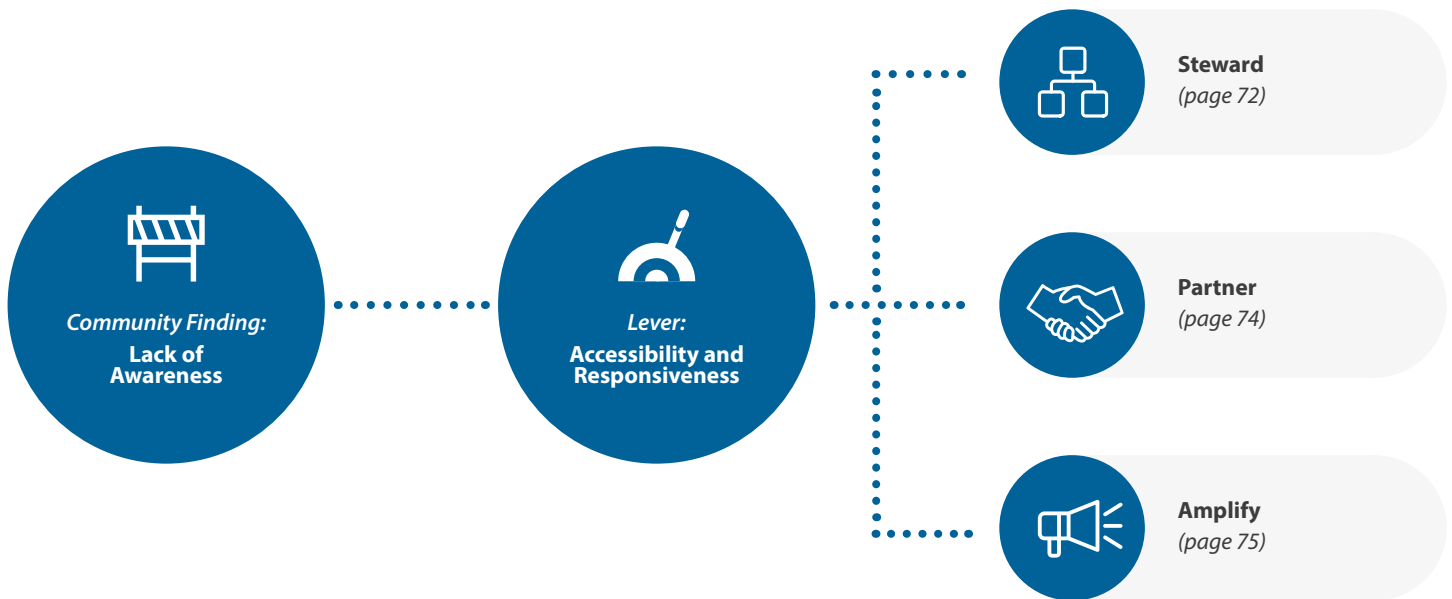 Community Finding:
Lack of
Awareness
Lever:
Accessibility and
Responsiveness
Steward
(page 72)
Partner
(page 74)
Amplify
(page 75)